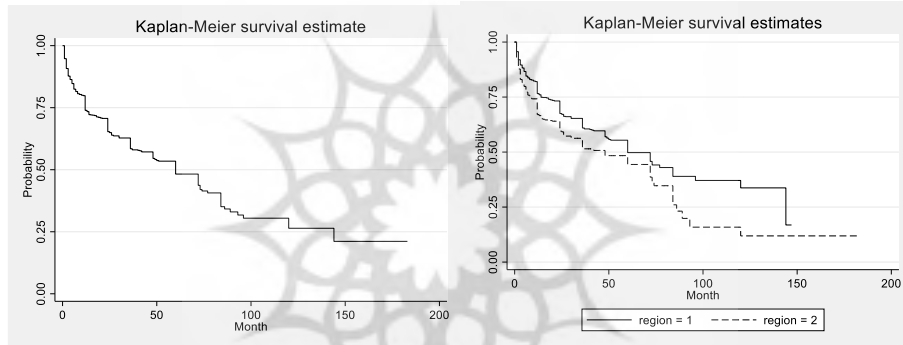 Kaplan-Meier survival estimate
1.00
0.75
0.50
0.25
0.00
Probability
0 50 100 150 200
Month
Kaplan-Meier survival estimates
1.00
0.75
0.50
0.25
0.00
Probability
0 50 100 150 200
Month
region = 1 region = 2